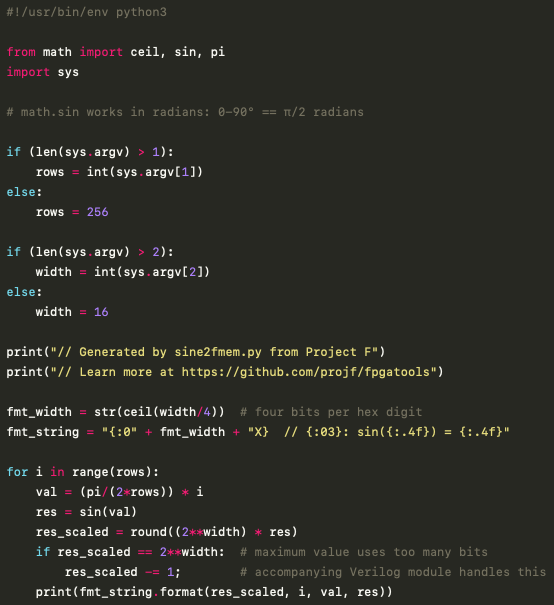 #!/usr/bin/env python3

from math import ceil, sin, pi
import sys

# math.sin works in radians: 0-90° == π/2 radians

if (len(sys.argv) > 1):
    rows = int(sys.argv[1])
else:
    rows = 256

if (len(sys.argv) > 2):
    width = int(sys.argv[2])
else:
    width = 16

print("// Generated by sine2fmem.py from Project F")
print("// Learn more at https://github.com/projf/fpgatools")

fmt_width = str(ceil(width/4))  # four bits per hex digit
fmt_string = "{:0" + fmt_width + "X}  // {:03}: sin({:.4f}) = {:.4f}"

for i in range(rows):
    val = (pi/(2*rows)) * i
    res = sin(val)
    res_scaled = round((2**width) * res)
    if res_scaled == 2**width:  # maximum value uses too many bits
        res_scaled -= 1;        # accompanying Verilog module handles this
    print(fmt_string.format(res_scaled, i, val, res))